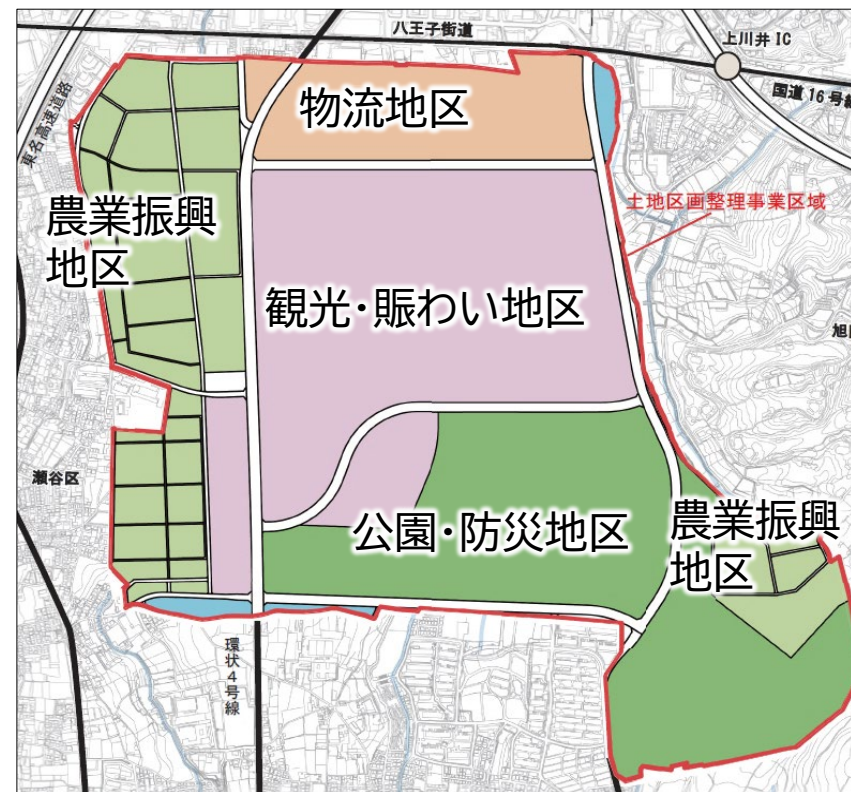 八王子街道
上川井IC
国道16号線
東名高速道路
物流地区
農業振興
地区
土地区画整理事業区域
観光・賑わい地区
旭
瀬谷区
公園・防災地区
農業振興
地区
環状4号線